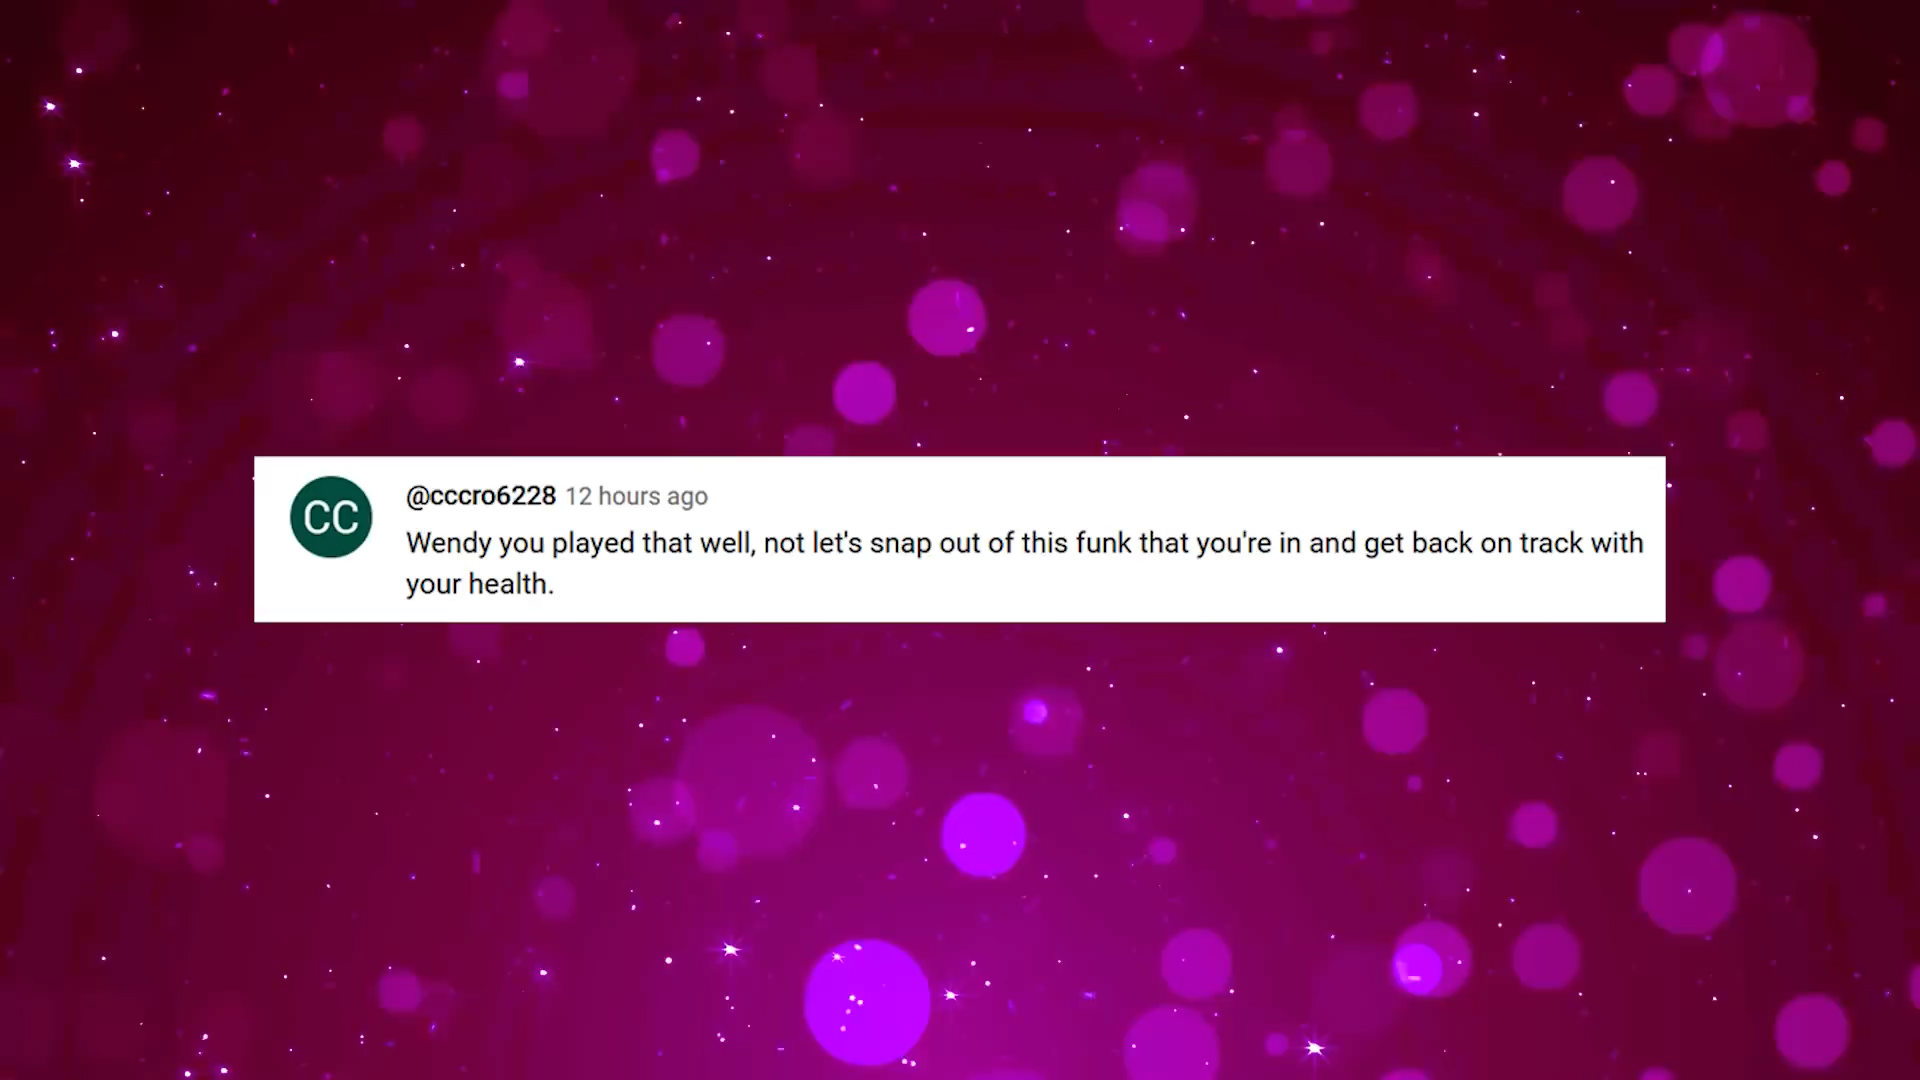 CC
@cccro6228 12 hours ago
Wendy you played that well, not let's snap out of this funk that you're in and get back on track with
your health.